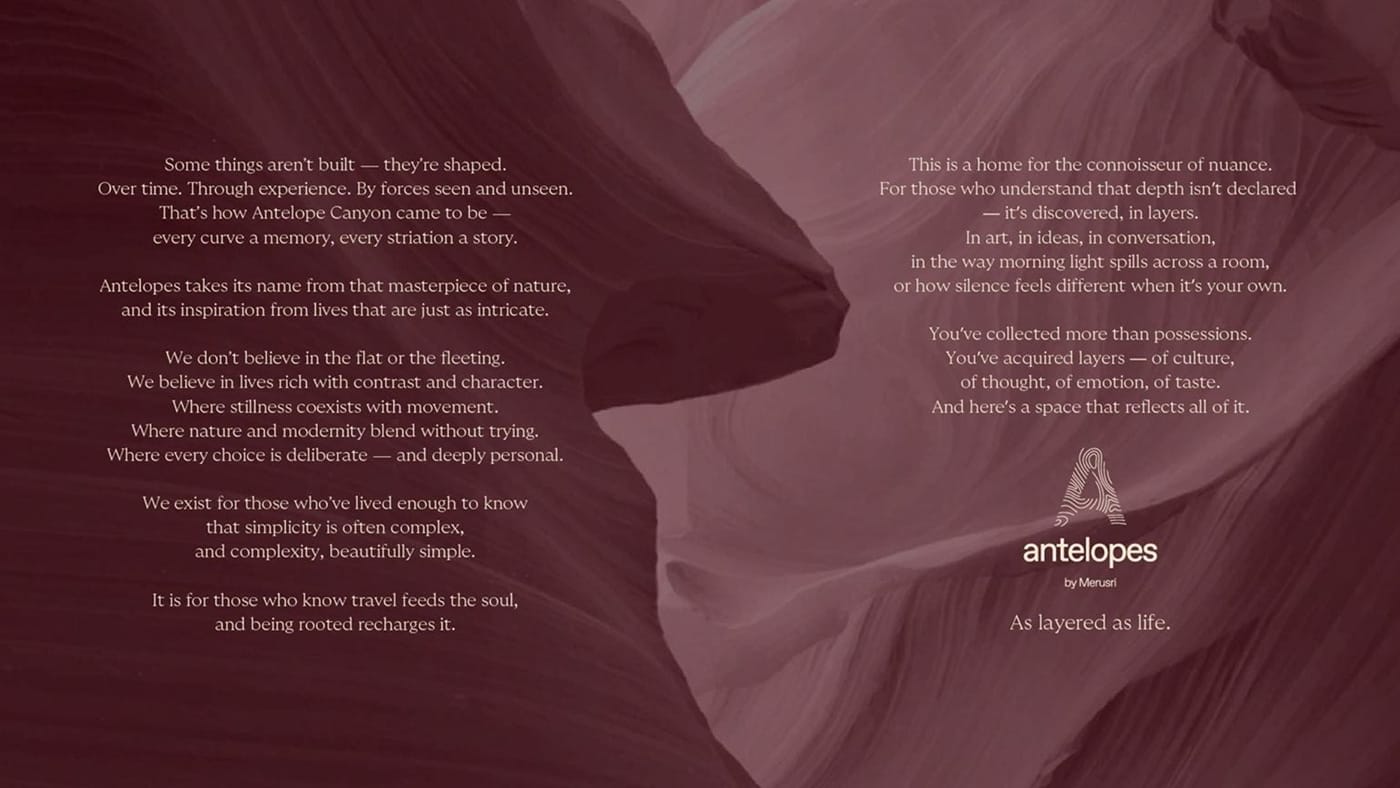 Some things aren't built — they're shaped.
Over time. Through experience. By forces seen and unseen.
That's how Antelope Canyon came to be —
every curve a memory, every striation a story.
Antelopes takes its name from that masterpiece of nature,
and its inspiration from lives that are just as intricate.
We don't believe in the flat or the fleeting.
We believe in lives rich with contrast and character.
Where stillness coexists with movement.
Where nature and modernity blend without trying.
Where every choice is deliberate — and deeply personal.
We exist for those who've lived enough to know
that simplicity is often complex,
and complexity, beautifully simple.
It is for those who know travel feeds the soul,
and being rooted recharges it.
This is a home for the connoisseur of nuance.
For those who understand that depth isn't declared
— it's discovered, in layers.
In art, in ideas, in conversation,
in the way morning light spills across a room,
or how silence feels different when it's your own.
You've collected more than possessions.
You've acquired layers — of culture,
of thought, of emotion, of taste.
And here's a space that reflects all of it.
A
antelopes
by Merusri
As layered as life.